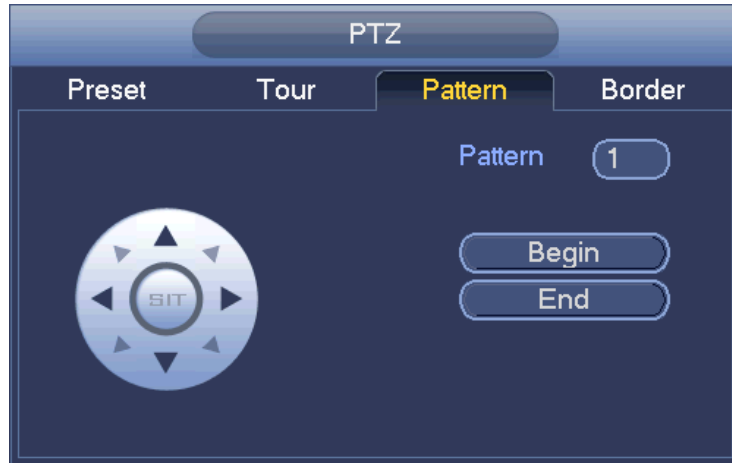 PTZ
Preset Tour Pattern Border
Pattern 1
Begin
SIT
End